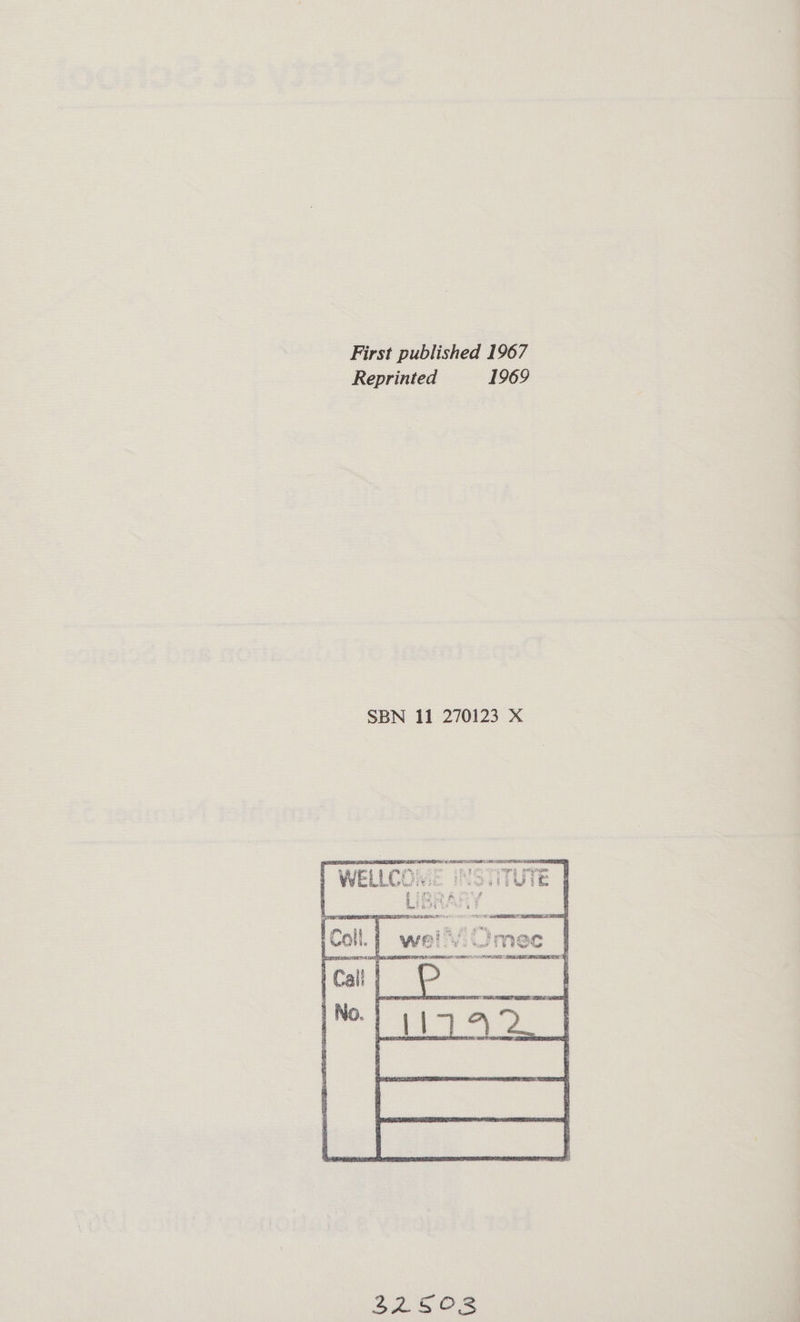 First published 1967
Reprinted 1969
SBN 11 270123 X
WELLCOME INSTITUTE
LIBRARY
Coll. welMOmec
Call P
No. 11792
32503